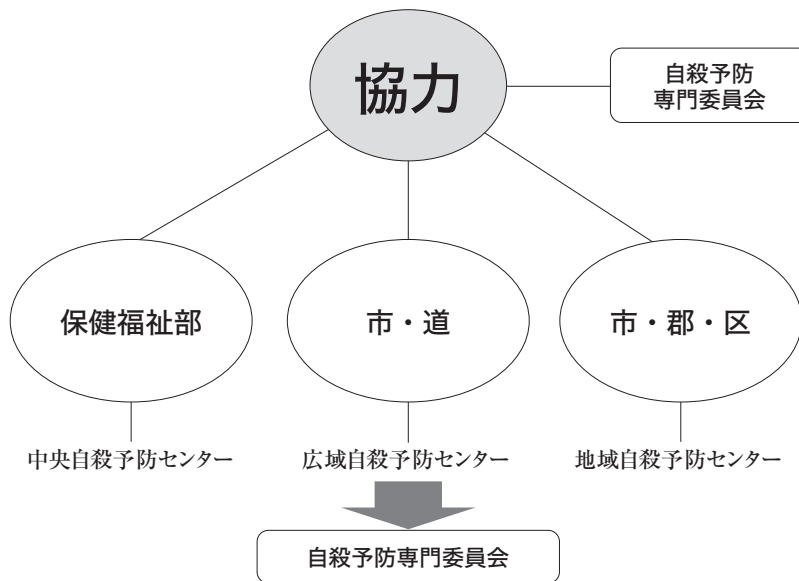 協力
自殺予防
専門委員会
保健福祉部
市・道
市・郡・区
中央自殺予防センター
広域自殺予防センター
地域自殺予防センター
自殺予防専門委員会